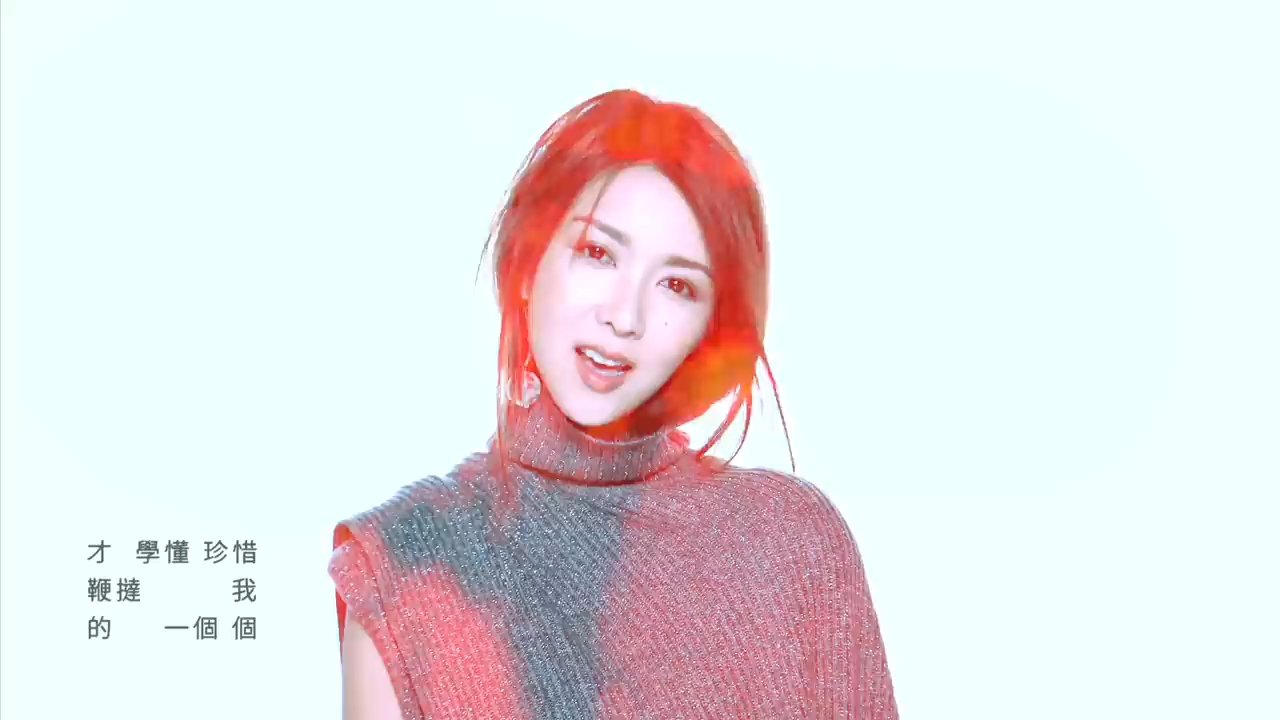 才 學懂 珍惜
鞭撻 我
的 一個 個